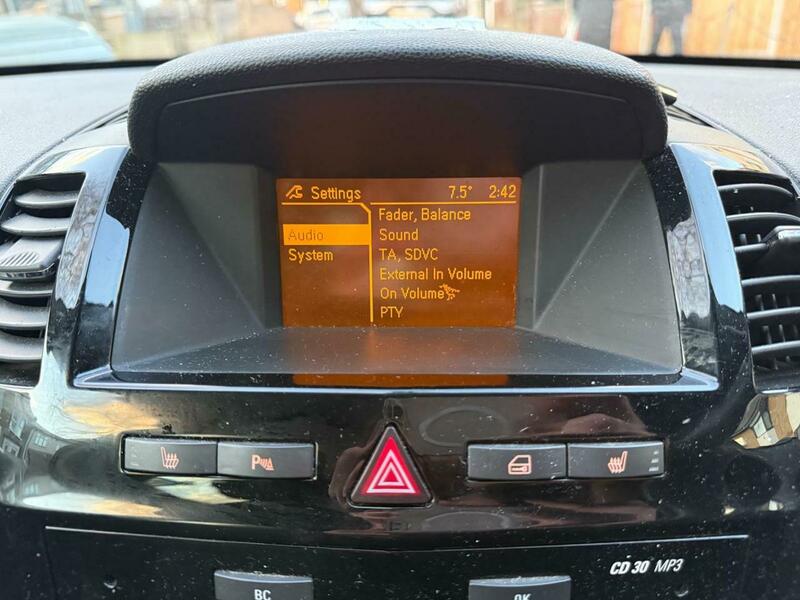 Settings 7.5° 2:42
Fader, Balance
Audio Sound
System TA, SDVC
External In Volume
On Volume
PTY
P
CD 30 MP3
BC OK